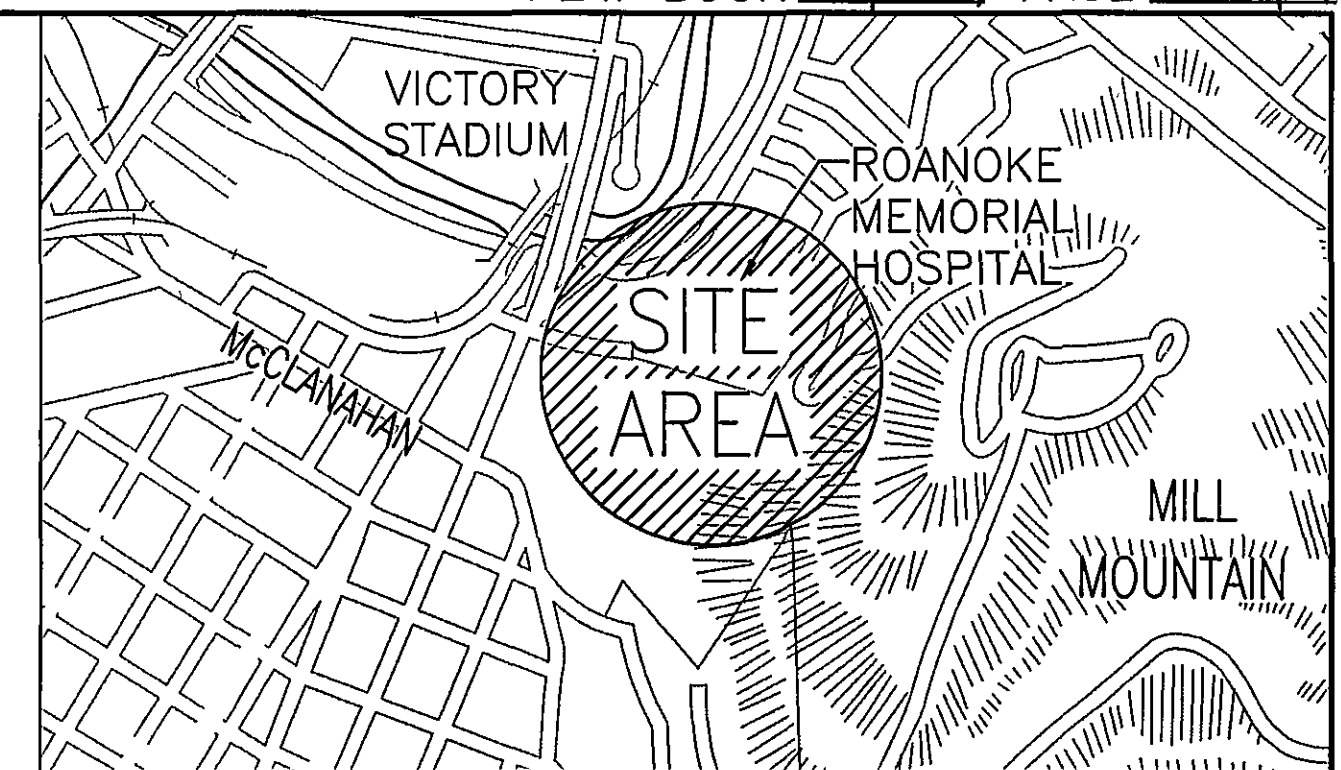 VICTORY
STADIUM
ROANOKE
MEMORIAL
HOSPITAL
SITE
AREA
McCLANAHAN
MILL
MOUNTAIN